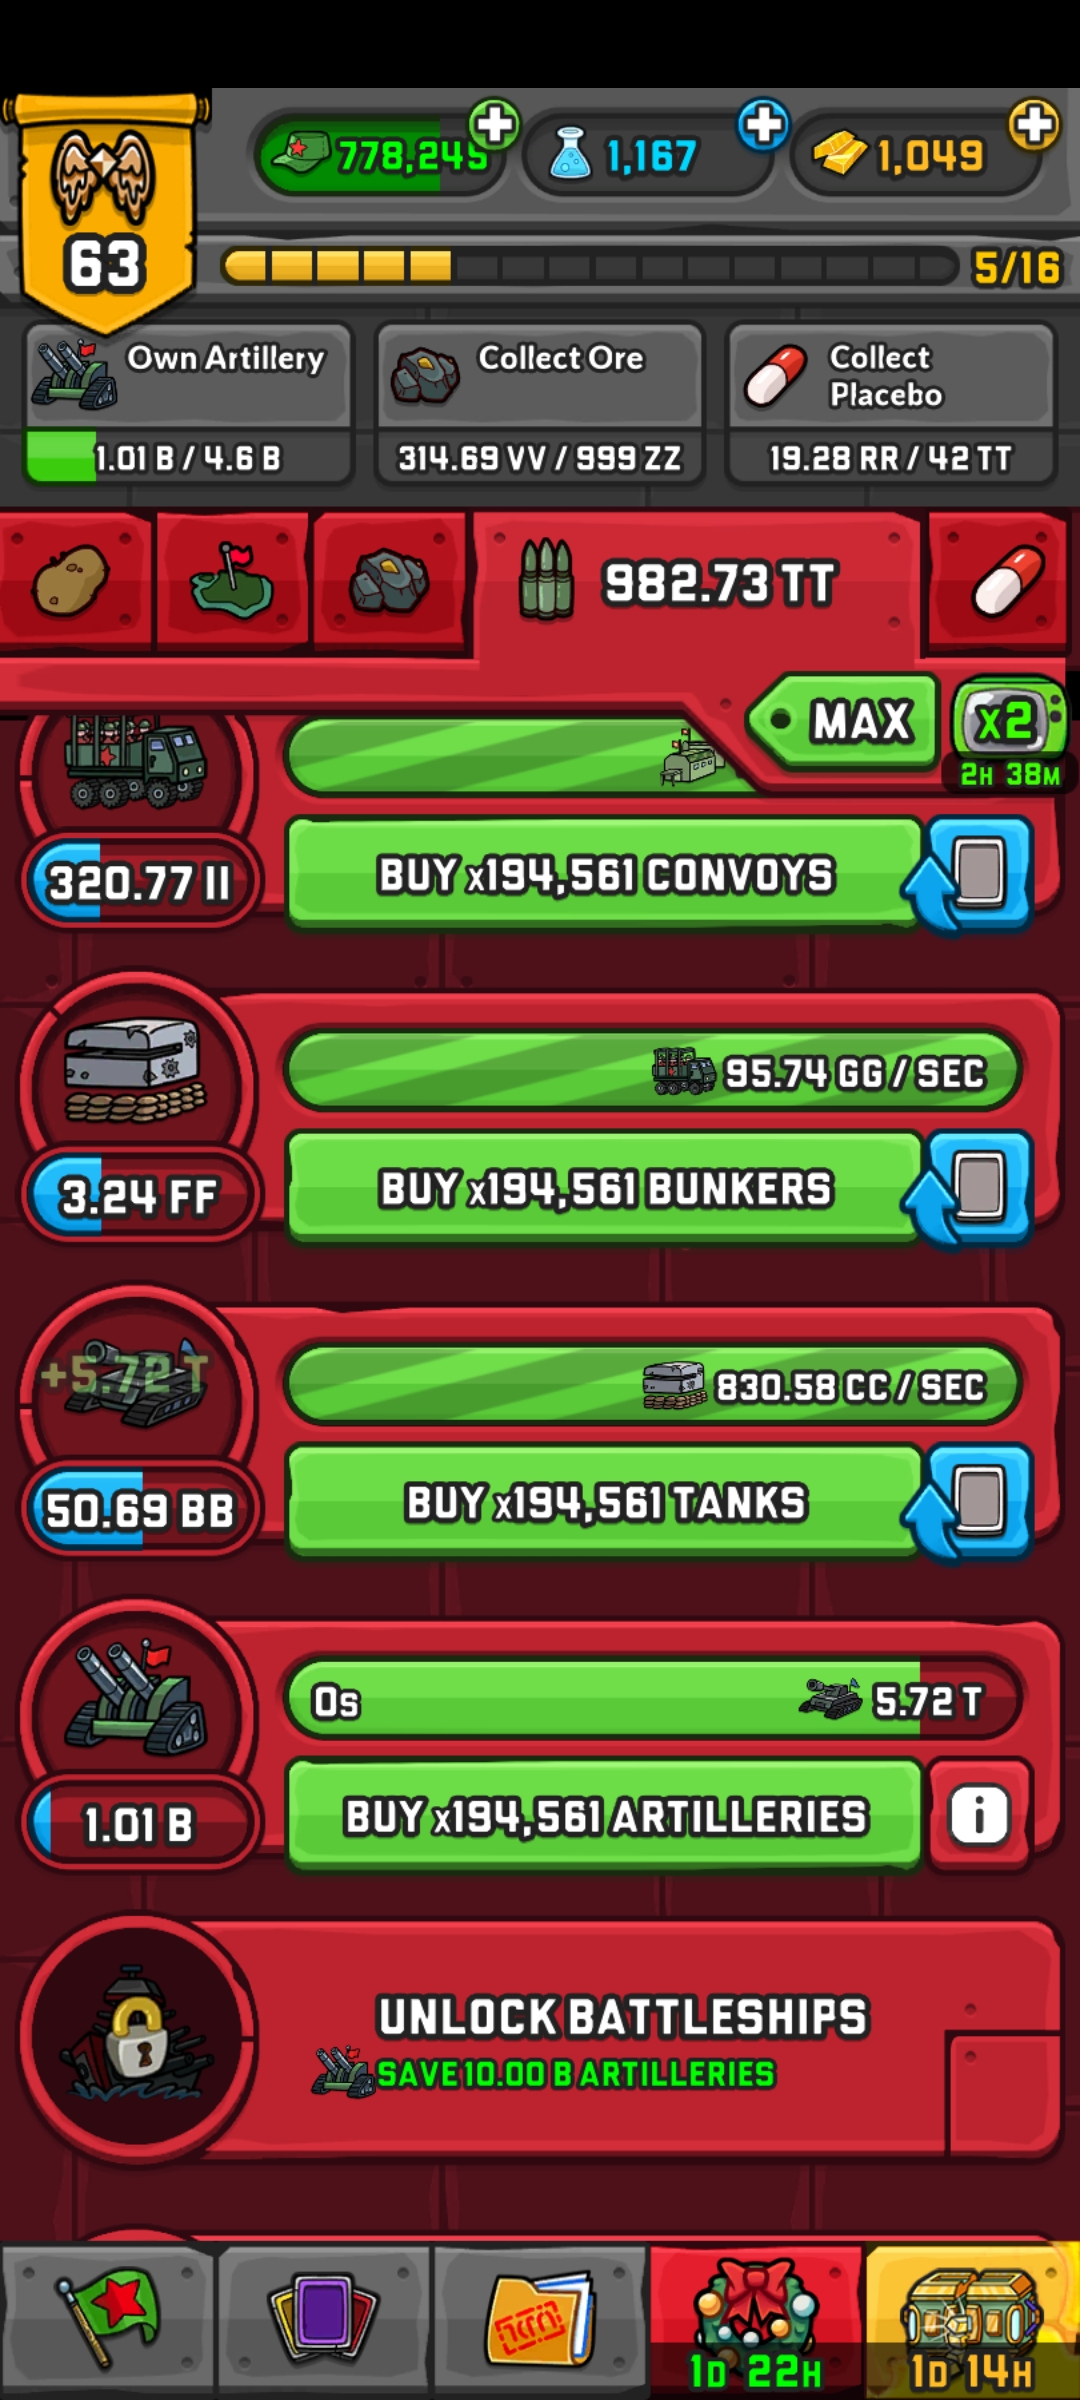 778,245
1,167
1,049
63
5/16
Own Artillery
1.01 B / 4.6 B
Collect Ore
314.69 VV / 999 ZZ
Collect
Placebo
19.28 RR / 42 TT
982.73 TT
MAX
x2
2H 38M
320.77 II
BUY x194,561 CONVOYS
95.74 GG / SEC
3.24 FF
BUY x194,561 BUNKERS
+5.72 T
830.58 CC / SEC
50.69 BB
BUY x194,561 TANKS
0s
5.72 T
1.01 B
BUY x194,561 ARTILLERIES
i
UNLOCK BATTLESHIPS
SAVE 10.00 B ARTILLERIES
1D 22H
1D 14H